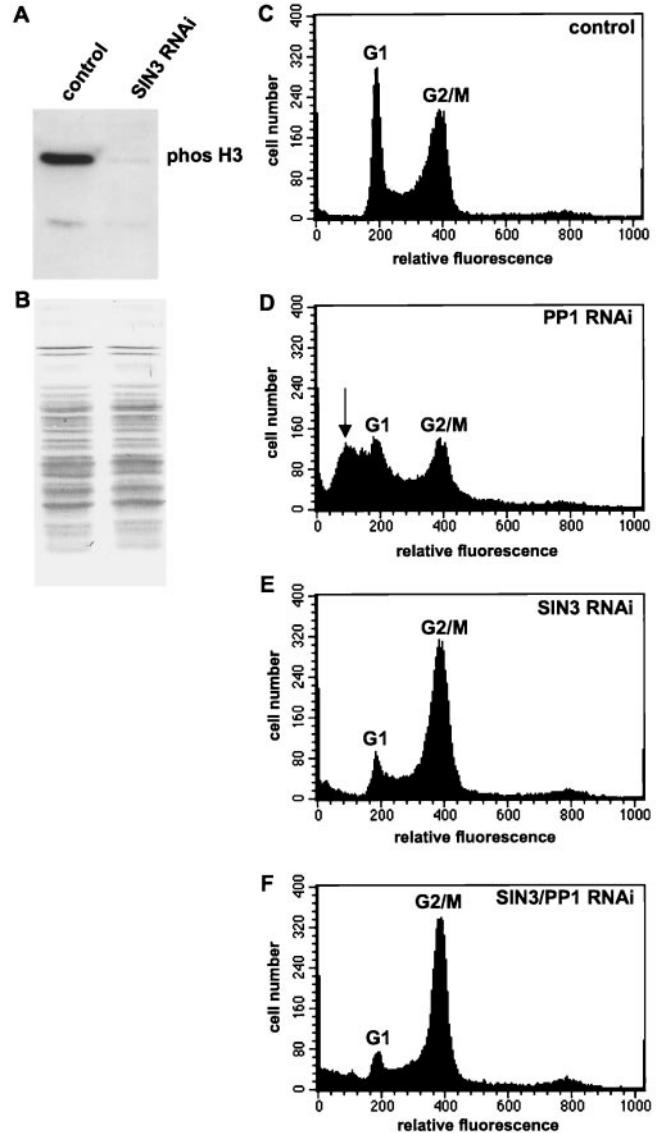 A
control
SIN3 RNAi
phos H3
B
C
control
G1
G2/M
cell number
400
320
240
160
80
0
0 200 400 600 800 1000
relative fluorescence
D
PP1 RNAi
G1
G2/M
cell number
400
320
240
160
80
0
0 200 400 600 800 1000
relative fluorescence
E
SIN3 RNAi
G2/M
G1
cell number
400
320
240
160
80
0
0 200 400 600 800 1000
relative fluorescence
F
SIN3/PP1 RNAi
G2/M
G1
cell number
400
320
240
160
80
0
0 200 400 600 800 1000
relative fluorescence